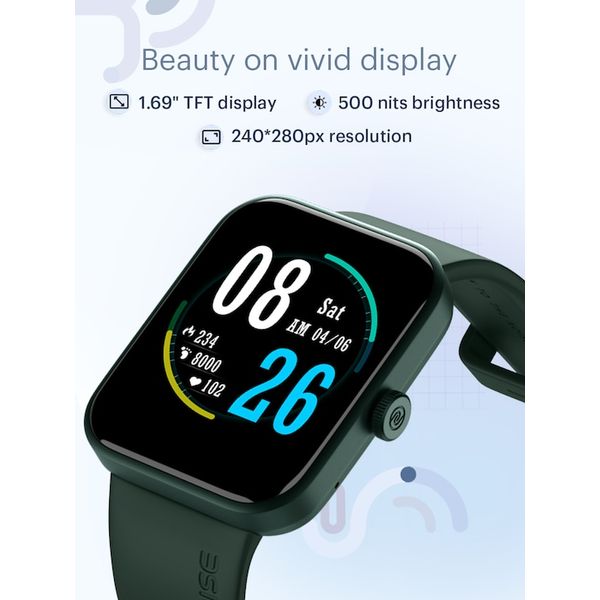 Beauty on vivid display
1.69" TFT display
500 nits brightness
240*280px resolution
08
Sat
AM 04/06
234
8000
102
26
ISE